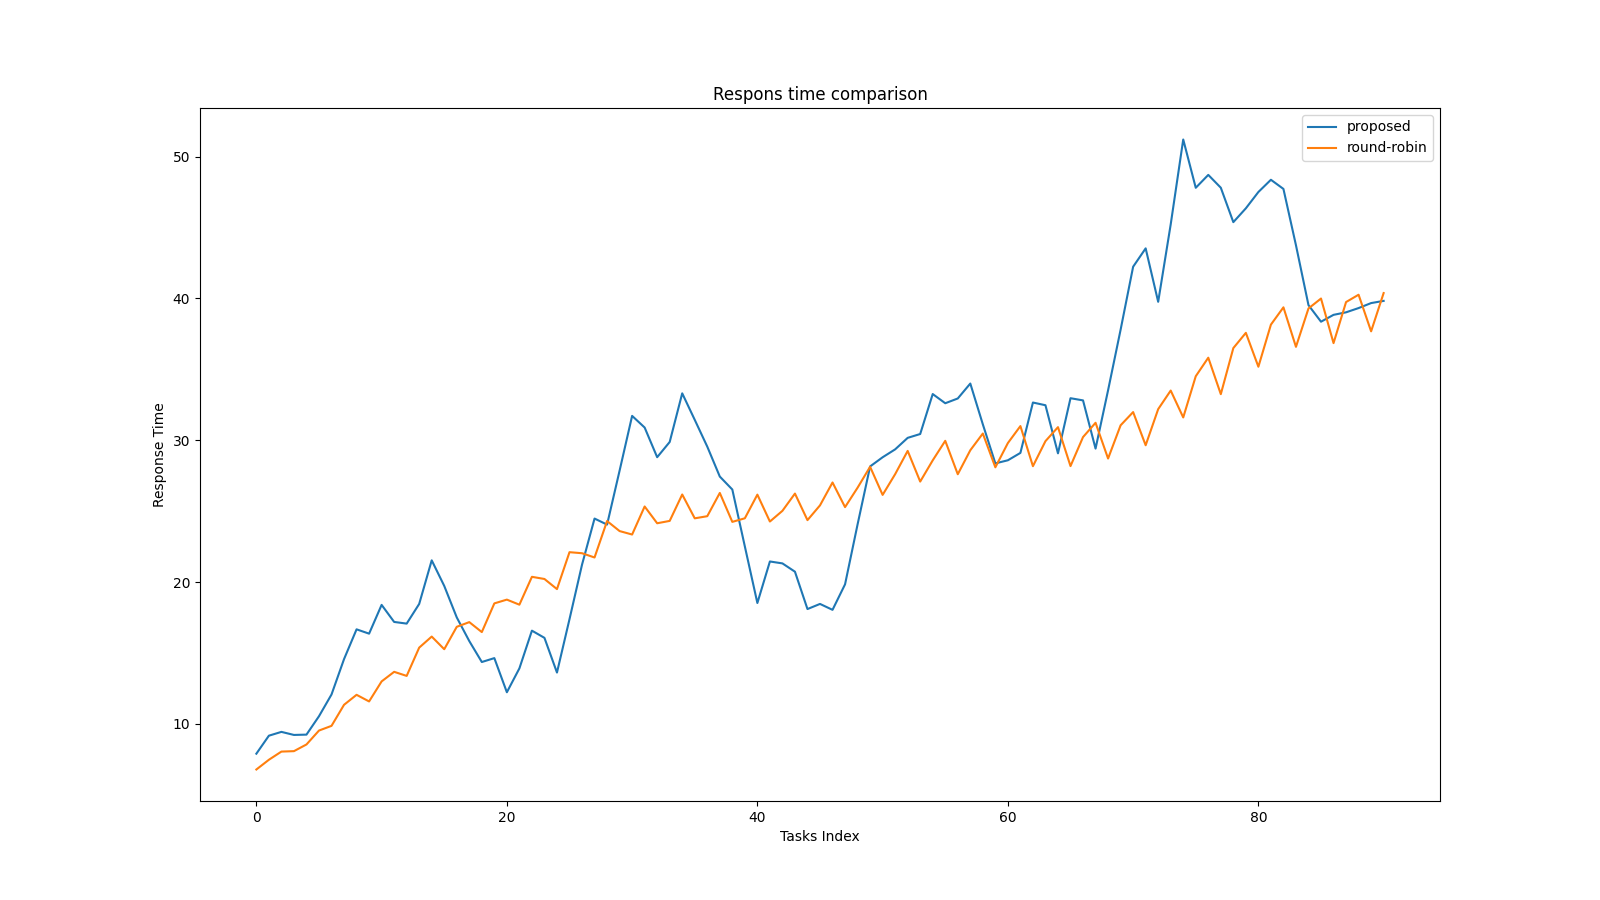 Respons time comparison
proposed
round-robin
50
40
30
20
10
Response Time
0 20 40 60 80
Tasks Index